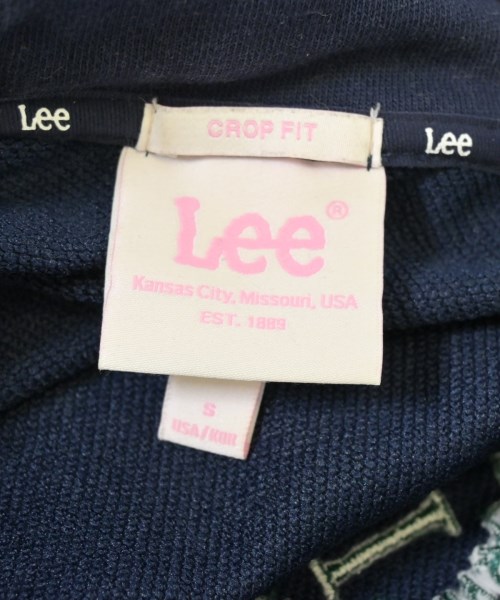 Lee
CROP FIT
Lee
Lee®
Kansas City, Missouri, USA
EST. 1889
S
USA/KOR